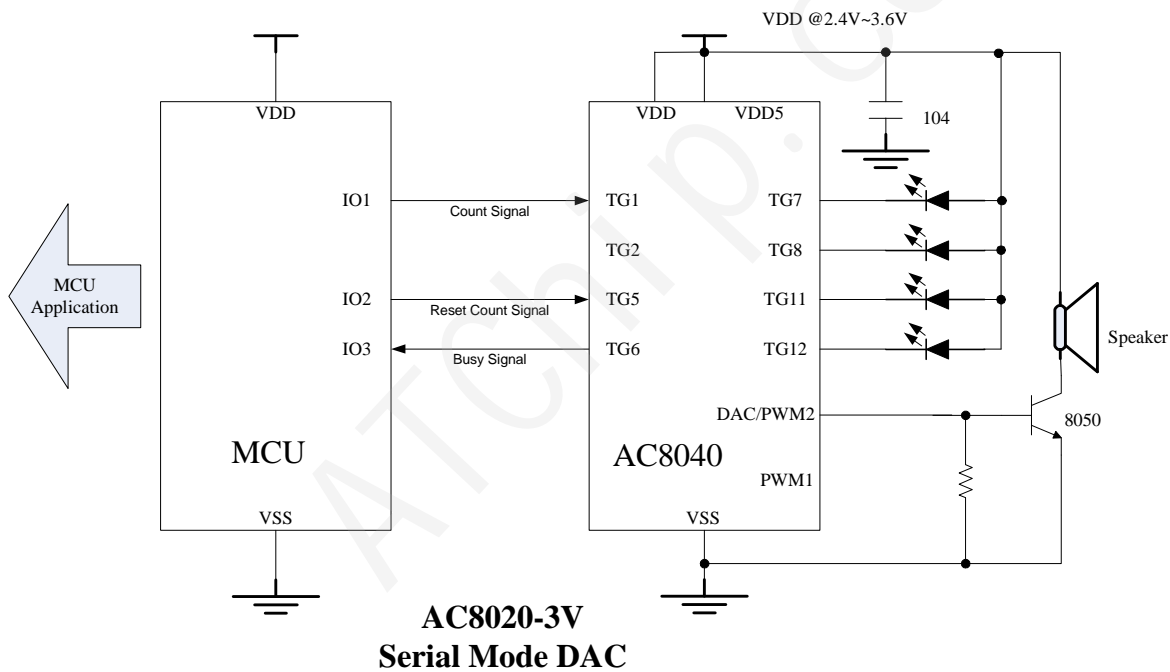 VDD @2.4V~3.6V
VDD
VDD
VDD5
104
IO1
Count Signal
TG1
TG7
TG2
TG8
MCU
Application
IO2
Reset Count Signal
TG5
TG11
IO3
Busy Signal
TG6
TG12
Speaker
DAC/PWM2
8050
MCU
AC8040
PWM1
VSS
VSS
AC8020-3V
Serial Mode DAC
ATchip.co